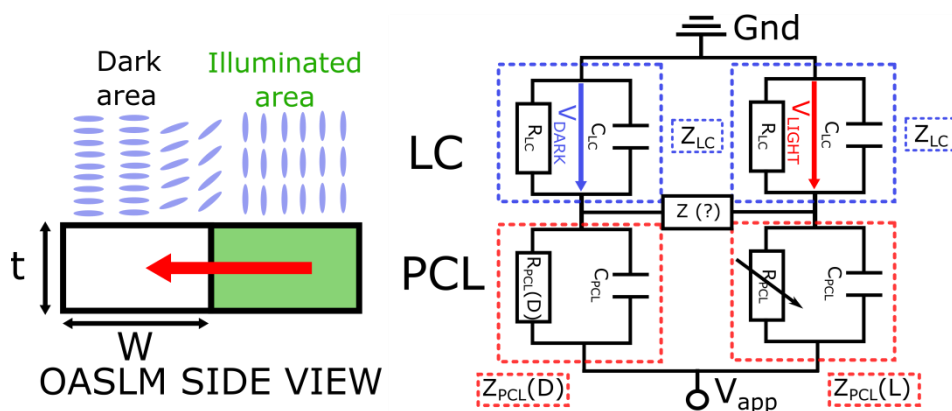 Dark
area
Illuminated
area
t
W
OASLM SIDE VIEW
Gnd
LC
R_LC
V_DARK
C_LC
Z_LC
R_LC
V_LIGHT
C_LC
Z_LC
Z (?)
PCL
R_PCL(D)
C_PCL
R_PCL
C_PCL
Z_PCL(D)
V_app
Z_PCL(L)